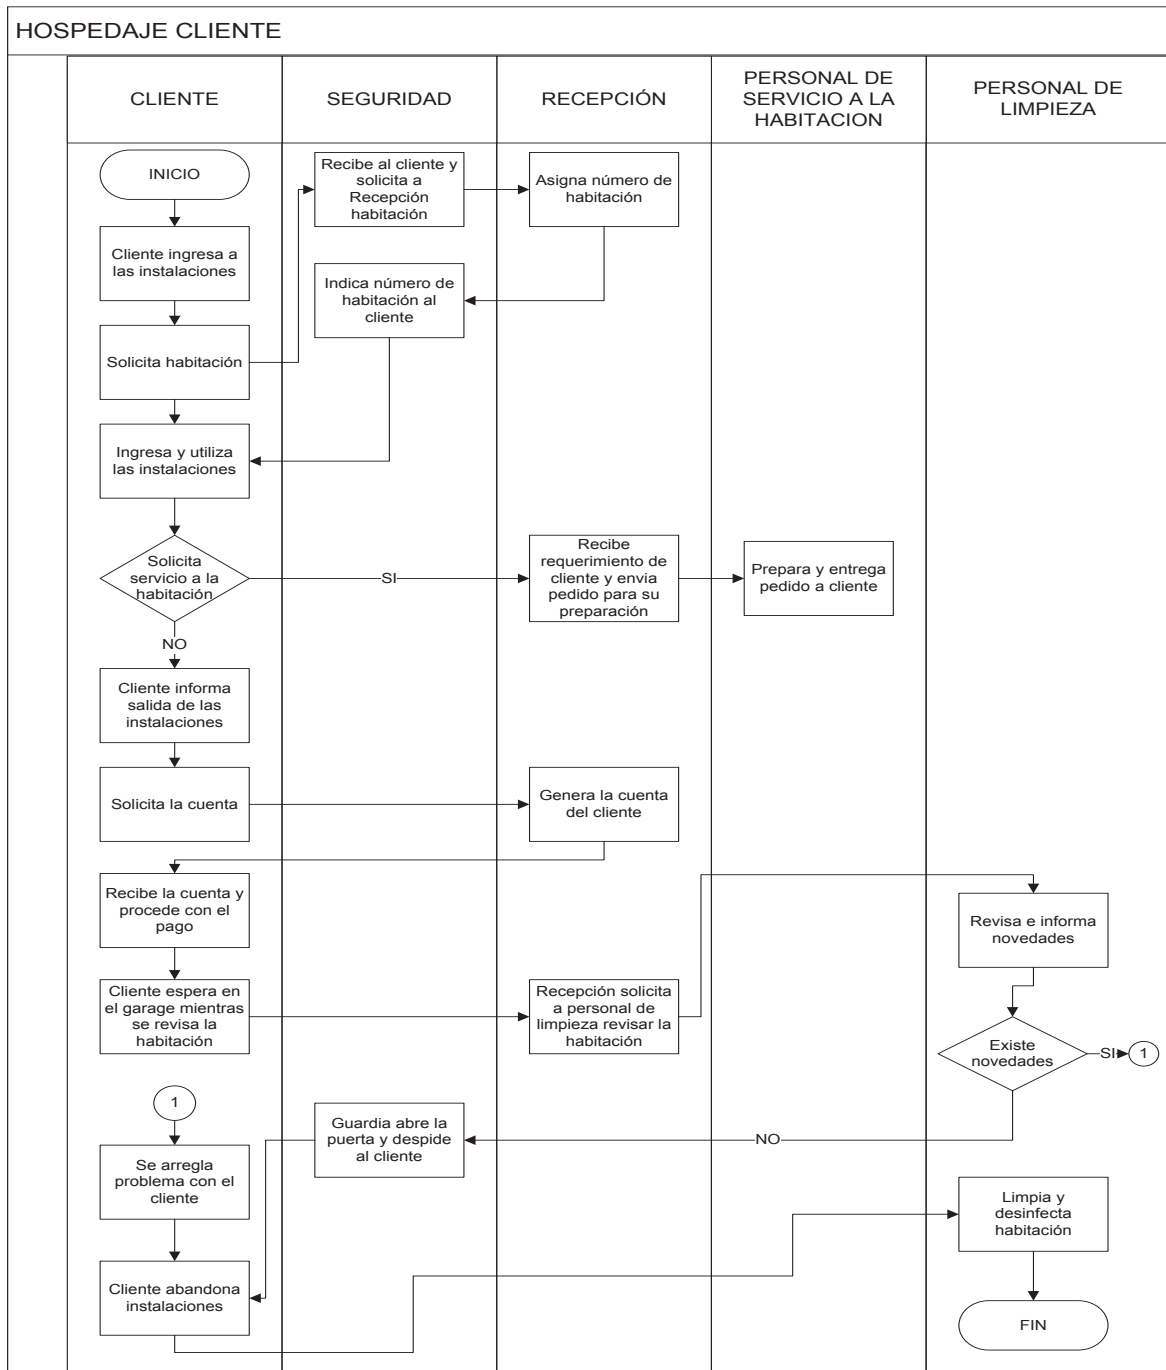 HOSPEDAJE CLIENTE
CLIENTE
SEGURIDAD
RECEPCIÓN
PERSONAL DE
SERVICIO A LA
HABITACION
PERSONAL DE
LIMPIEZA
INICIO
Recibe al cliente y
solicita a
Recepción
habitación
Asigna número de
habitación
Cliente ingresa a
las instalaciones
Indica número de
habitación al
cliente
Solicita habitación
Ingresa y utiliza
las instalaciones
Solicita
servicio a la
habitación
SI
Recibe
requerimiento de
cliente y envia
pedido para su
preparación
Prepara y entrega
pedido a cliente
NO
Cliente informa
salida de las
instalaciones
Solicita la cuenta
Genera la cuenta
del cliente
Recibe la cuenta y
procede con el
pago
Revisa e informa
novedades
Cliente espera en
el garage mientras
se revisa la
habitación
Recepción solicita
a personal de
limpieza revisar la
habitación
Existe
novedades
SI
1
1
Guardia abre la
puerta y despide
al cliente
NO
Se arregla
problema con el
cliente
Limpia y
desinfecta
habitación
Cliente abandona
instalaciones
FIN